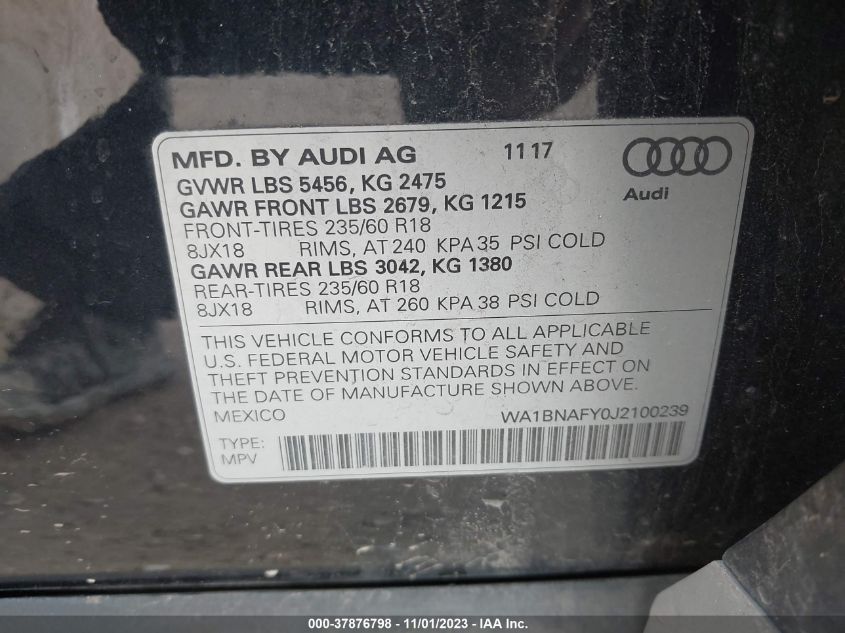 MFD. BY AUDI AG 11 17
GVWR LBS 5456, KG 2475
Audi
GAWR FRONT LBS 2679, KG 1215
FRONT-TIRES 235/60 R18
8JX18 RIMS, AT 240 KPA 35 PSI COLD
GAWR REAR LBS 3042, KG 1380
REAR-TIRES 235/60 R18
8JX18 RIMS, AT 260 KPA 38 PSI COLD
THIS VEHICLE CONFORMS TO ALL APPLICABLE
U.S. FEDERAL MOTOR VEHICLE SAFETY AND
THEFT PREVENTION STANDARDS IN EFFECT ON
THE DATE OF MANUFACTURE SHOWN ABOVE.
MEXICO WA1BNAFY0J2100239
TYPE:
MPV
000-37876798 - 11/01/2023 - IAA Inc.